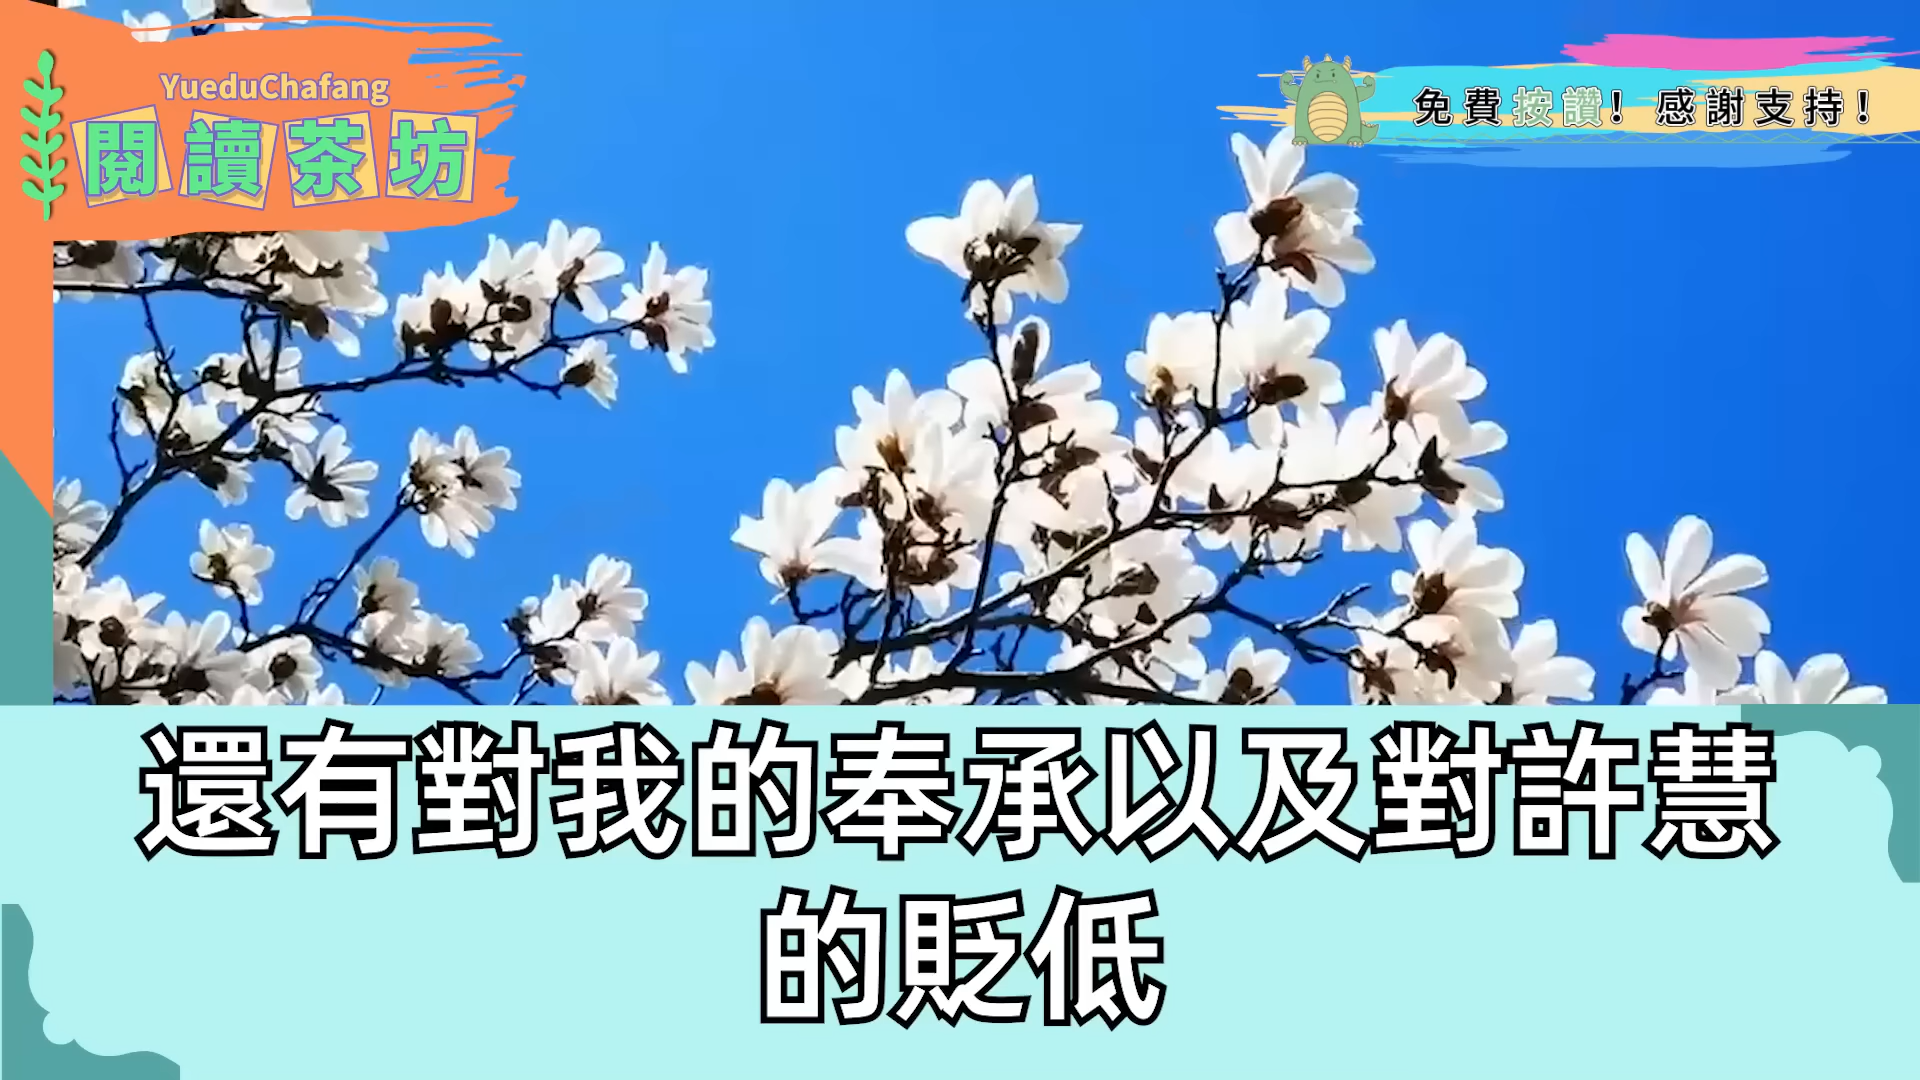 YueduChafang
閱讀茶坊
免費按讚！感謝支持！
還有對我的奉承以及對許慧
的貶低